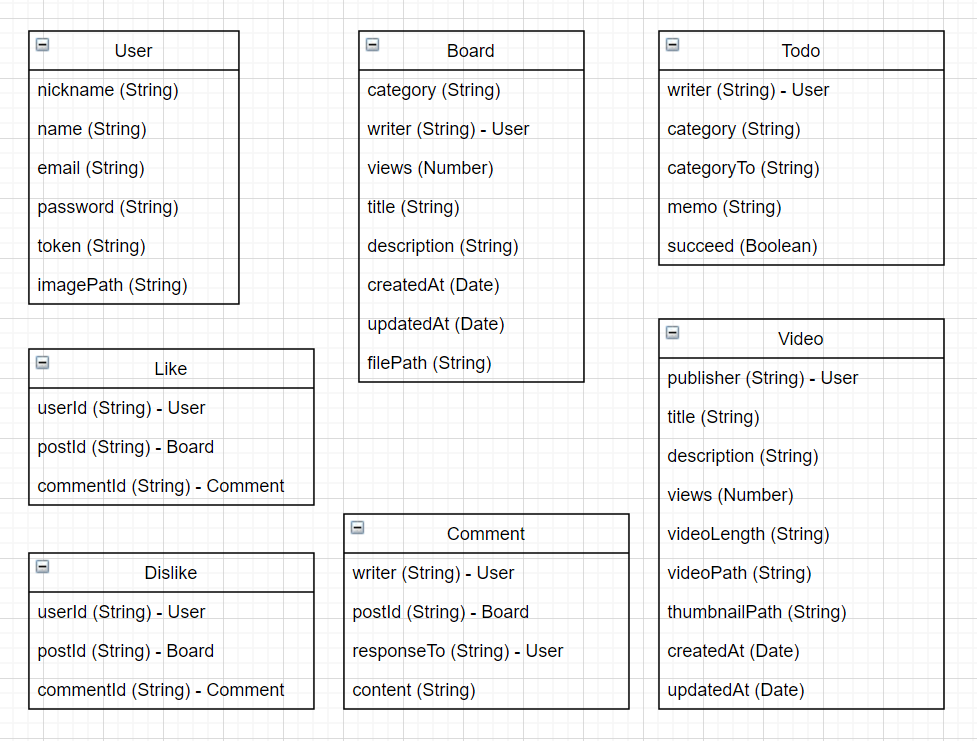 User
nickname (String)
name (String)
email (String)
password (String)
token (String)
imagePath (String)
Board
category (String)
writer (String) - User
views (Number)
title (String)
description (String)
createdAt (Date)
updatedAt (Date)
filePath (String)
Todo
writer (String) - User
category (String)
categoryTo (String)
memo (String)
succeed (Boolean)
Like
userId (String) - User
postId (String) - Board
commentId (String) - Comment
Dislike
userId (String) - User
postId (String) - Board
commentId (String) - Comment
Comment
writer (String) - User
postId (String) - Board
responseTo (String) - User
content (String)
Video
publisher (String) - User
title (String)
description (String)
views (Number)
videoLength (String)
videoPath (String)
thumbnailPath (String)
createdAt (Date)
updatedAt (Date)